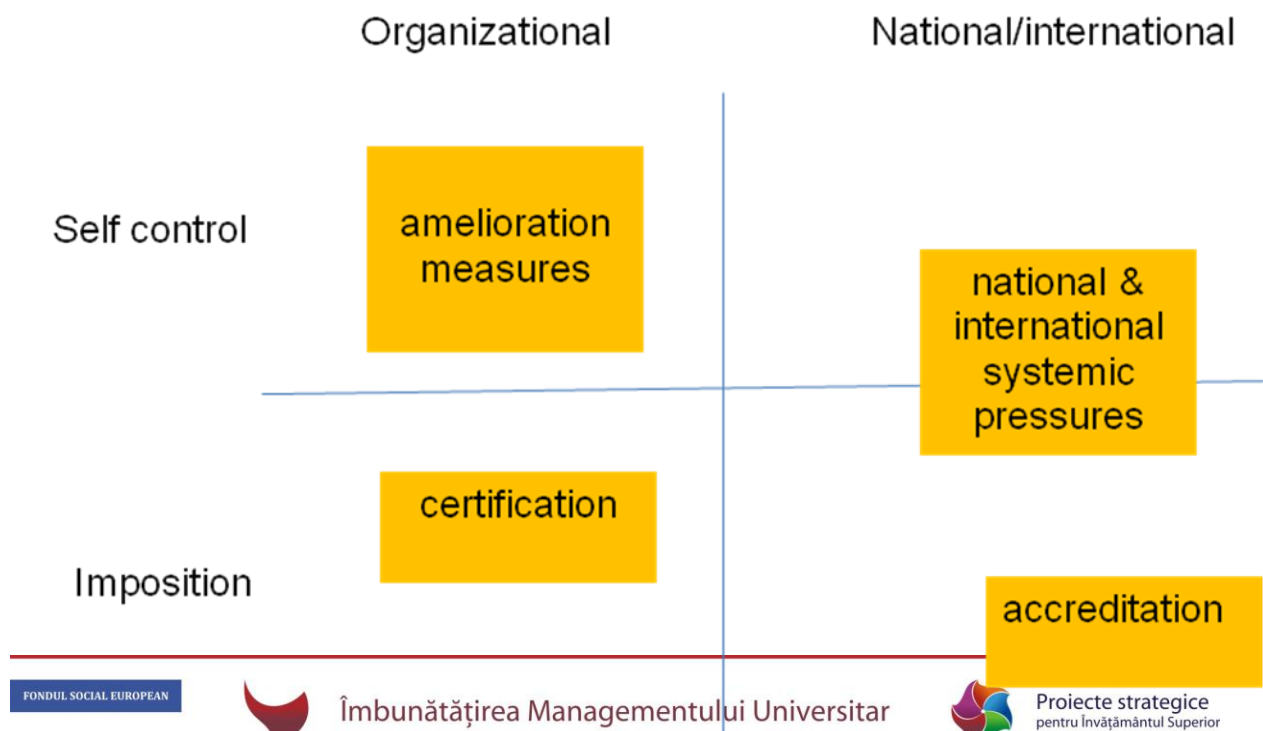 Organizational
National/international
Self control
amelioration
measures
national &
international
systemic
pressures
certification
Imposition
accreditation
FONDUL SOCIAL EUROPEAN
Îmbunătățirea Managementului Universitar
Proiecte strategice
pentru Învățământul Superior